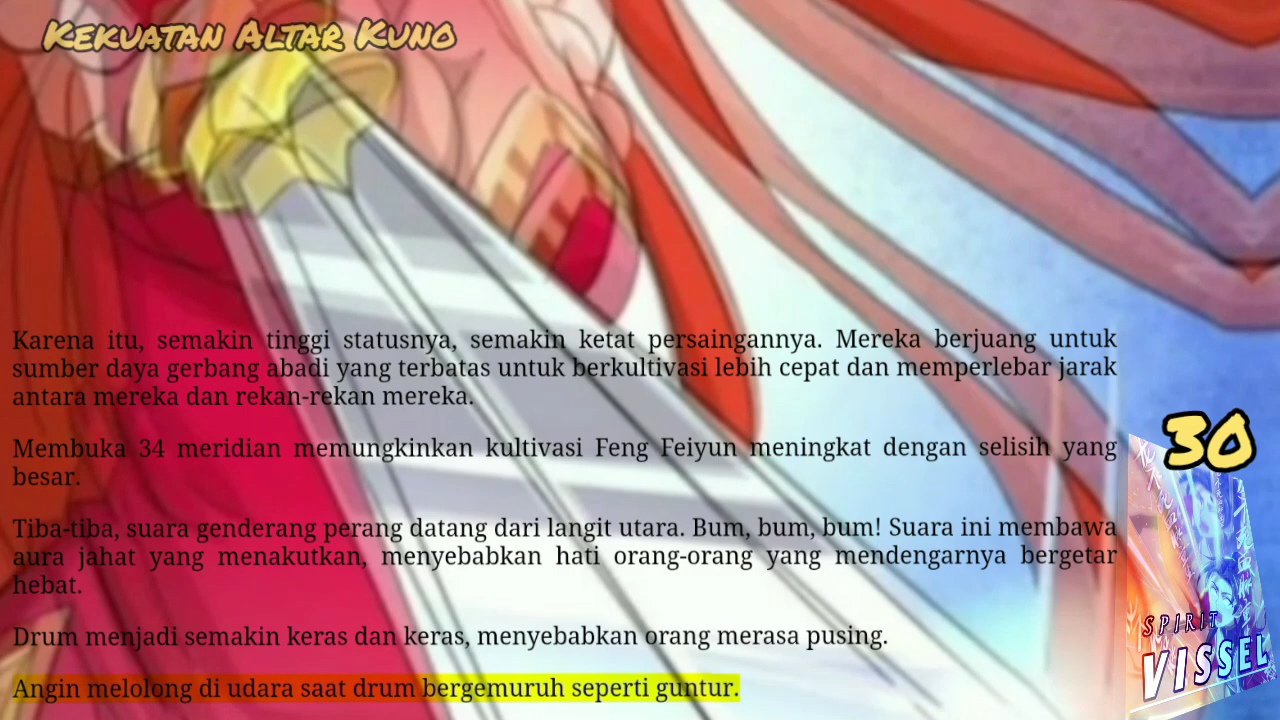 Kekuatan Altar Kuno
Karena itu, semakin tinggi statusnya, semakin ketat persaingannya. Mereka berjuang untuk
sumber daya gerbang abadi yang terbatas untuk berkultivasi lebih cepat dan memperlebar jarak
antara mereka dan rekan-rekan mereka.
Membuka 34 meridian memungkinkan kultivasi Feng Feiyun meningkat dengan selisih yang
besar.
Tiba-tiba, suara genderang perang datang dari langit utara. Bum, bum, bum! Suara ini membawa
aura jahat yang menakutkan, menyebabkan hati orang-orang yang mendengarnya bergetar
hebat.
Drum menjadi semakin keras dan keras, menyebabkan orang merasa pusing.
Angin melolong di udara saat drum bergemuruh seperti guntur.
30
SPIRIT
VISSEL